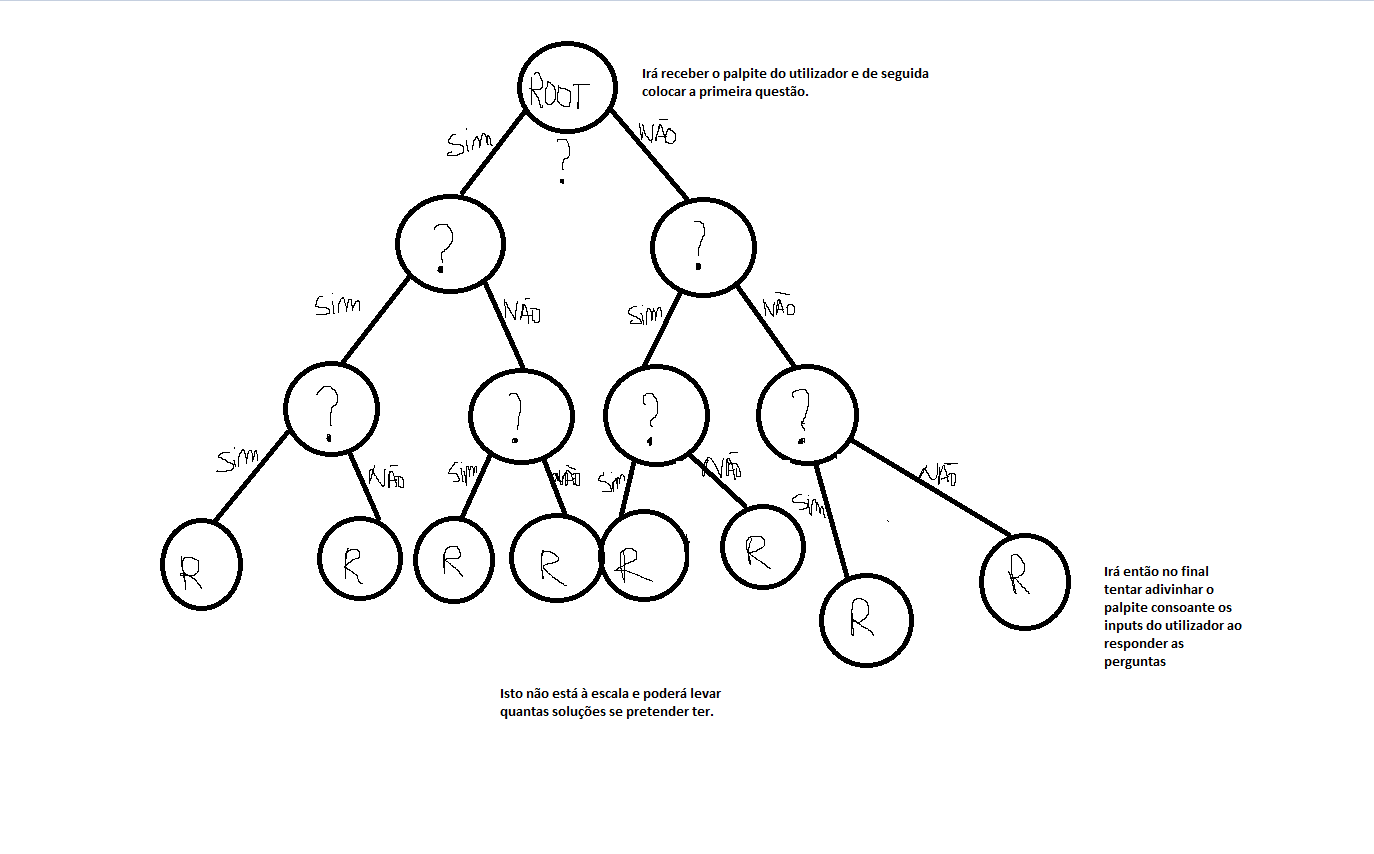 Irá receber o palpite do utilizador e de seguida
colocar a primeira questão.
ROOT
Sim
NÃO
?
?
?
Sim
NÃO
Sim
NÃO
?
?
?
?
Sim
NÃO
Sim
NÃO
Sim
NÃO
Sim
NÃO
R
R
R
R
R
R
R
R
Irá então no final
tentar adivinhar o
palpite consoante os
inputs do utilizador ao
responder as
perguntas
Isto não está à escala e poderá levar
quantas soluções se pretender ter.